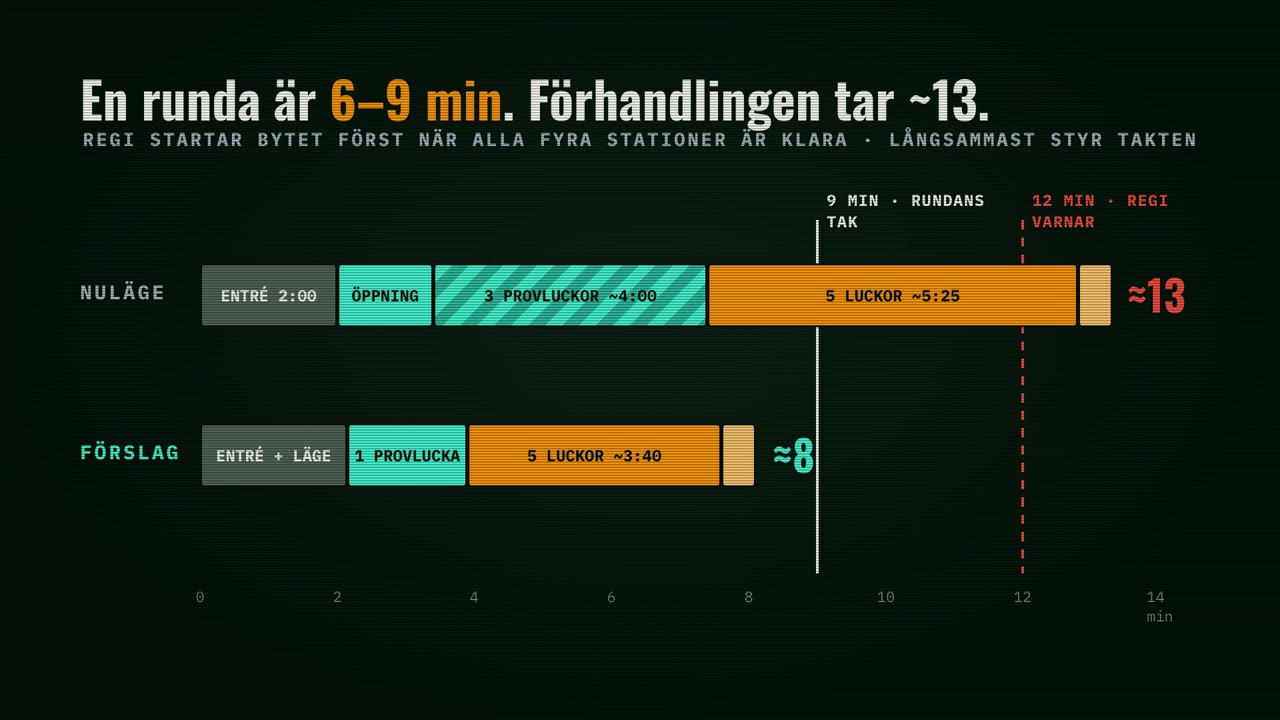 En runda är 6–9 min. Förhandlingen tar ~13.
REGI STARTAR BYTET FÖRST NÄR ALLA FYRA STATIONER ÄR KLARA · LÅNGSAMMAST STYR TAKTEN
9 MIN · RUNDANS
TAK
12 MIN · REGI
VARNAR
NULÄGE
ENTRÉ 2:00
ÖPPNING
3 PROVLUCKOR ~4:00
5 LUCKOR ~5:25
≈13
FÖRSLAG
ENTRÉ + LÄGE
1 PROVLUCKA
5 LUCKOR ~3:40
≈8
0 2 4 6 8 10 12 14
min